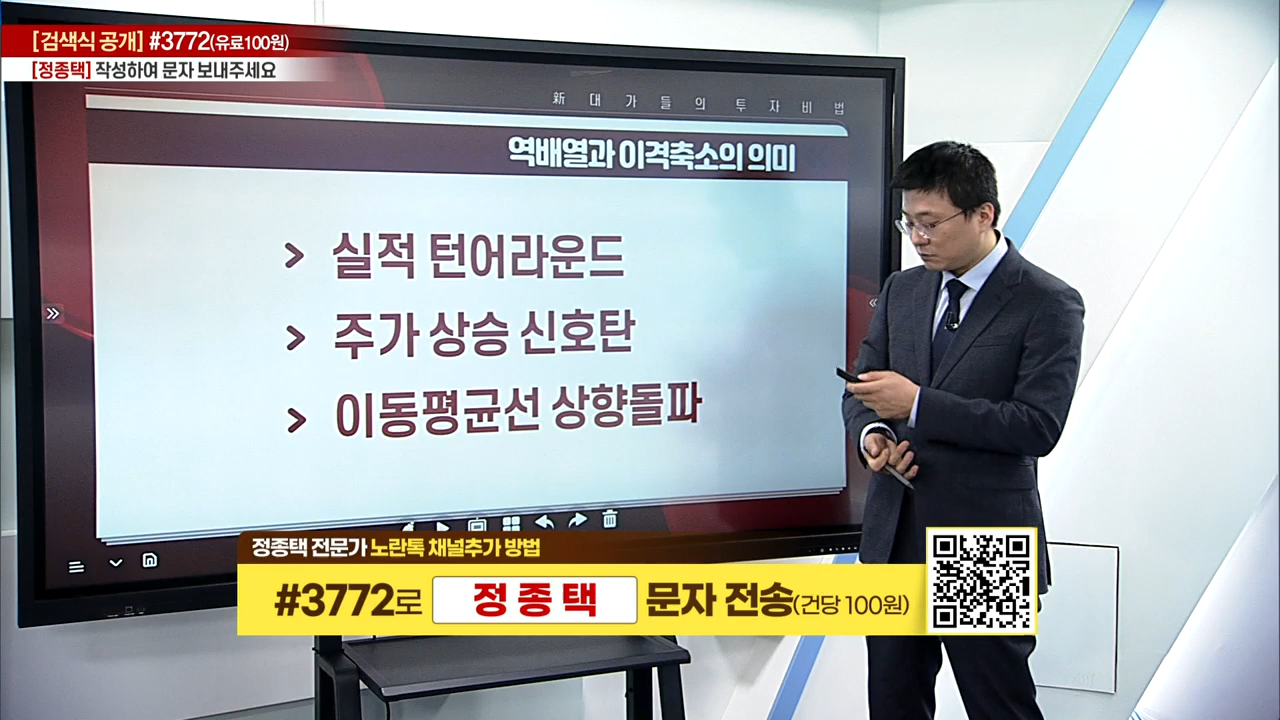 [검색식 공개] #3772(유료100원)
[정종택] 작성하여 문자 보내주세요
新 대가들의 투자비법
역배열과 이격축소의 의미
> 실적 턴어라운드
> 주가 상승 신호탄
> 이동평균선 상향돌파
정종택 전문가 노란톡 채널추가 방법
#3772로 정종택 문자 전송(건당 100원)